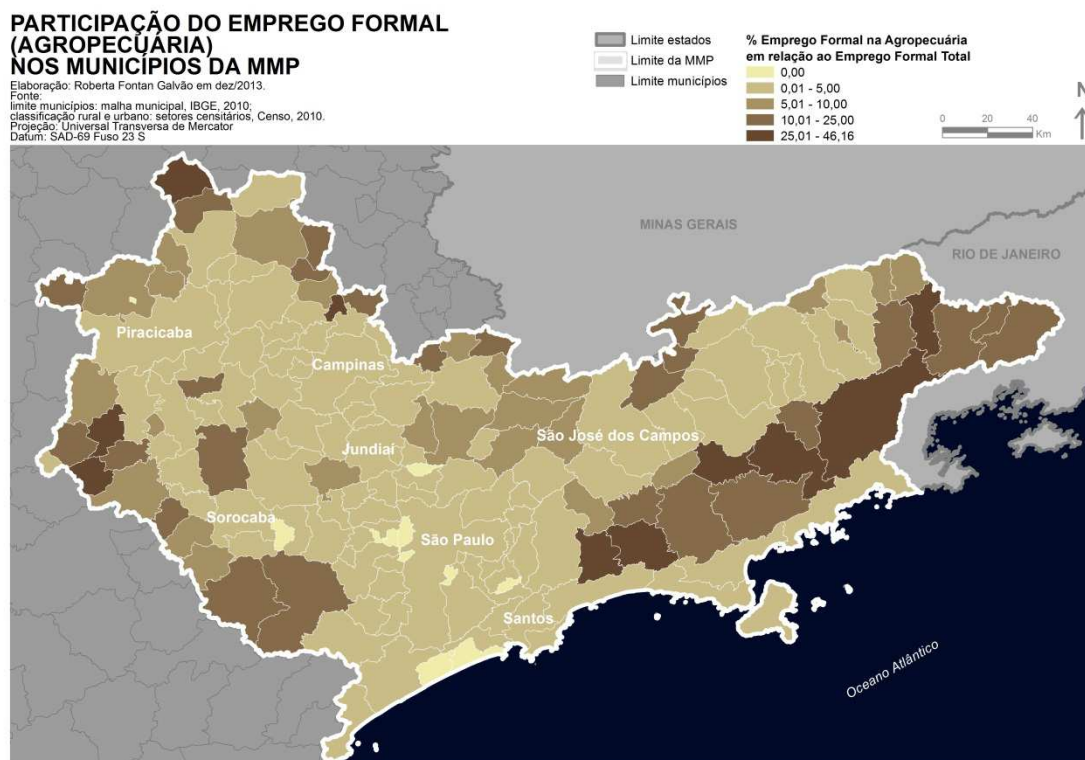 PARTICIPAÇÃO DO EMPREGO FORMAL
(AGROPECUÁRIA)
NOS MUNICÍPIOS DA MMP
Elaboração: Roberta Fontan Galvão em dez/2013.
Fonte:
limite municípios: malha municipal, IBGE, 2010;
classificação rural e urbano: setores censitários, Censo, 2010.
Projeção: Universal Transversa de Mercator
Datum: SAD-69 Fuso 23 S
Limite estados
Limite da MMP
Limite municípios
% Emprego Formal na Agropecuária
em relação ao Emprego Formal Total
0,00
0,01 - 5,00
5,01 - 10,00
10,01 - 25,00
25,01 - 46,16
N
0 20 40
Km
MINAS GERAIS
RIO DE JANEIRO
Piracicaba
Campinas
São José dos Campos
Jundiaí
Sorocaba
São Paulo
Santos
Oceano Atlântico